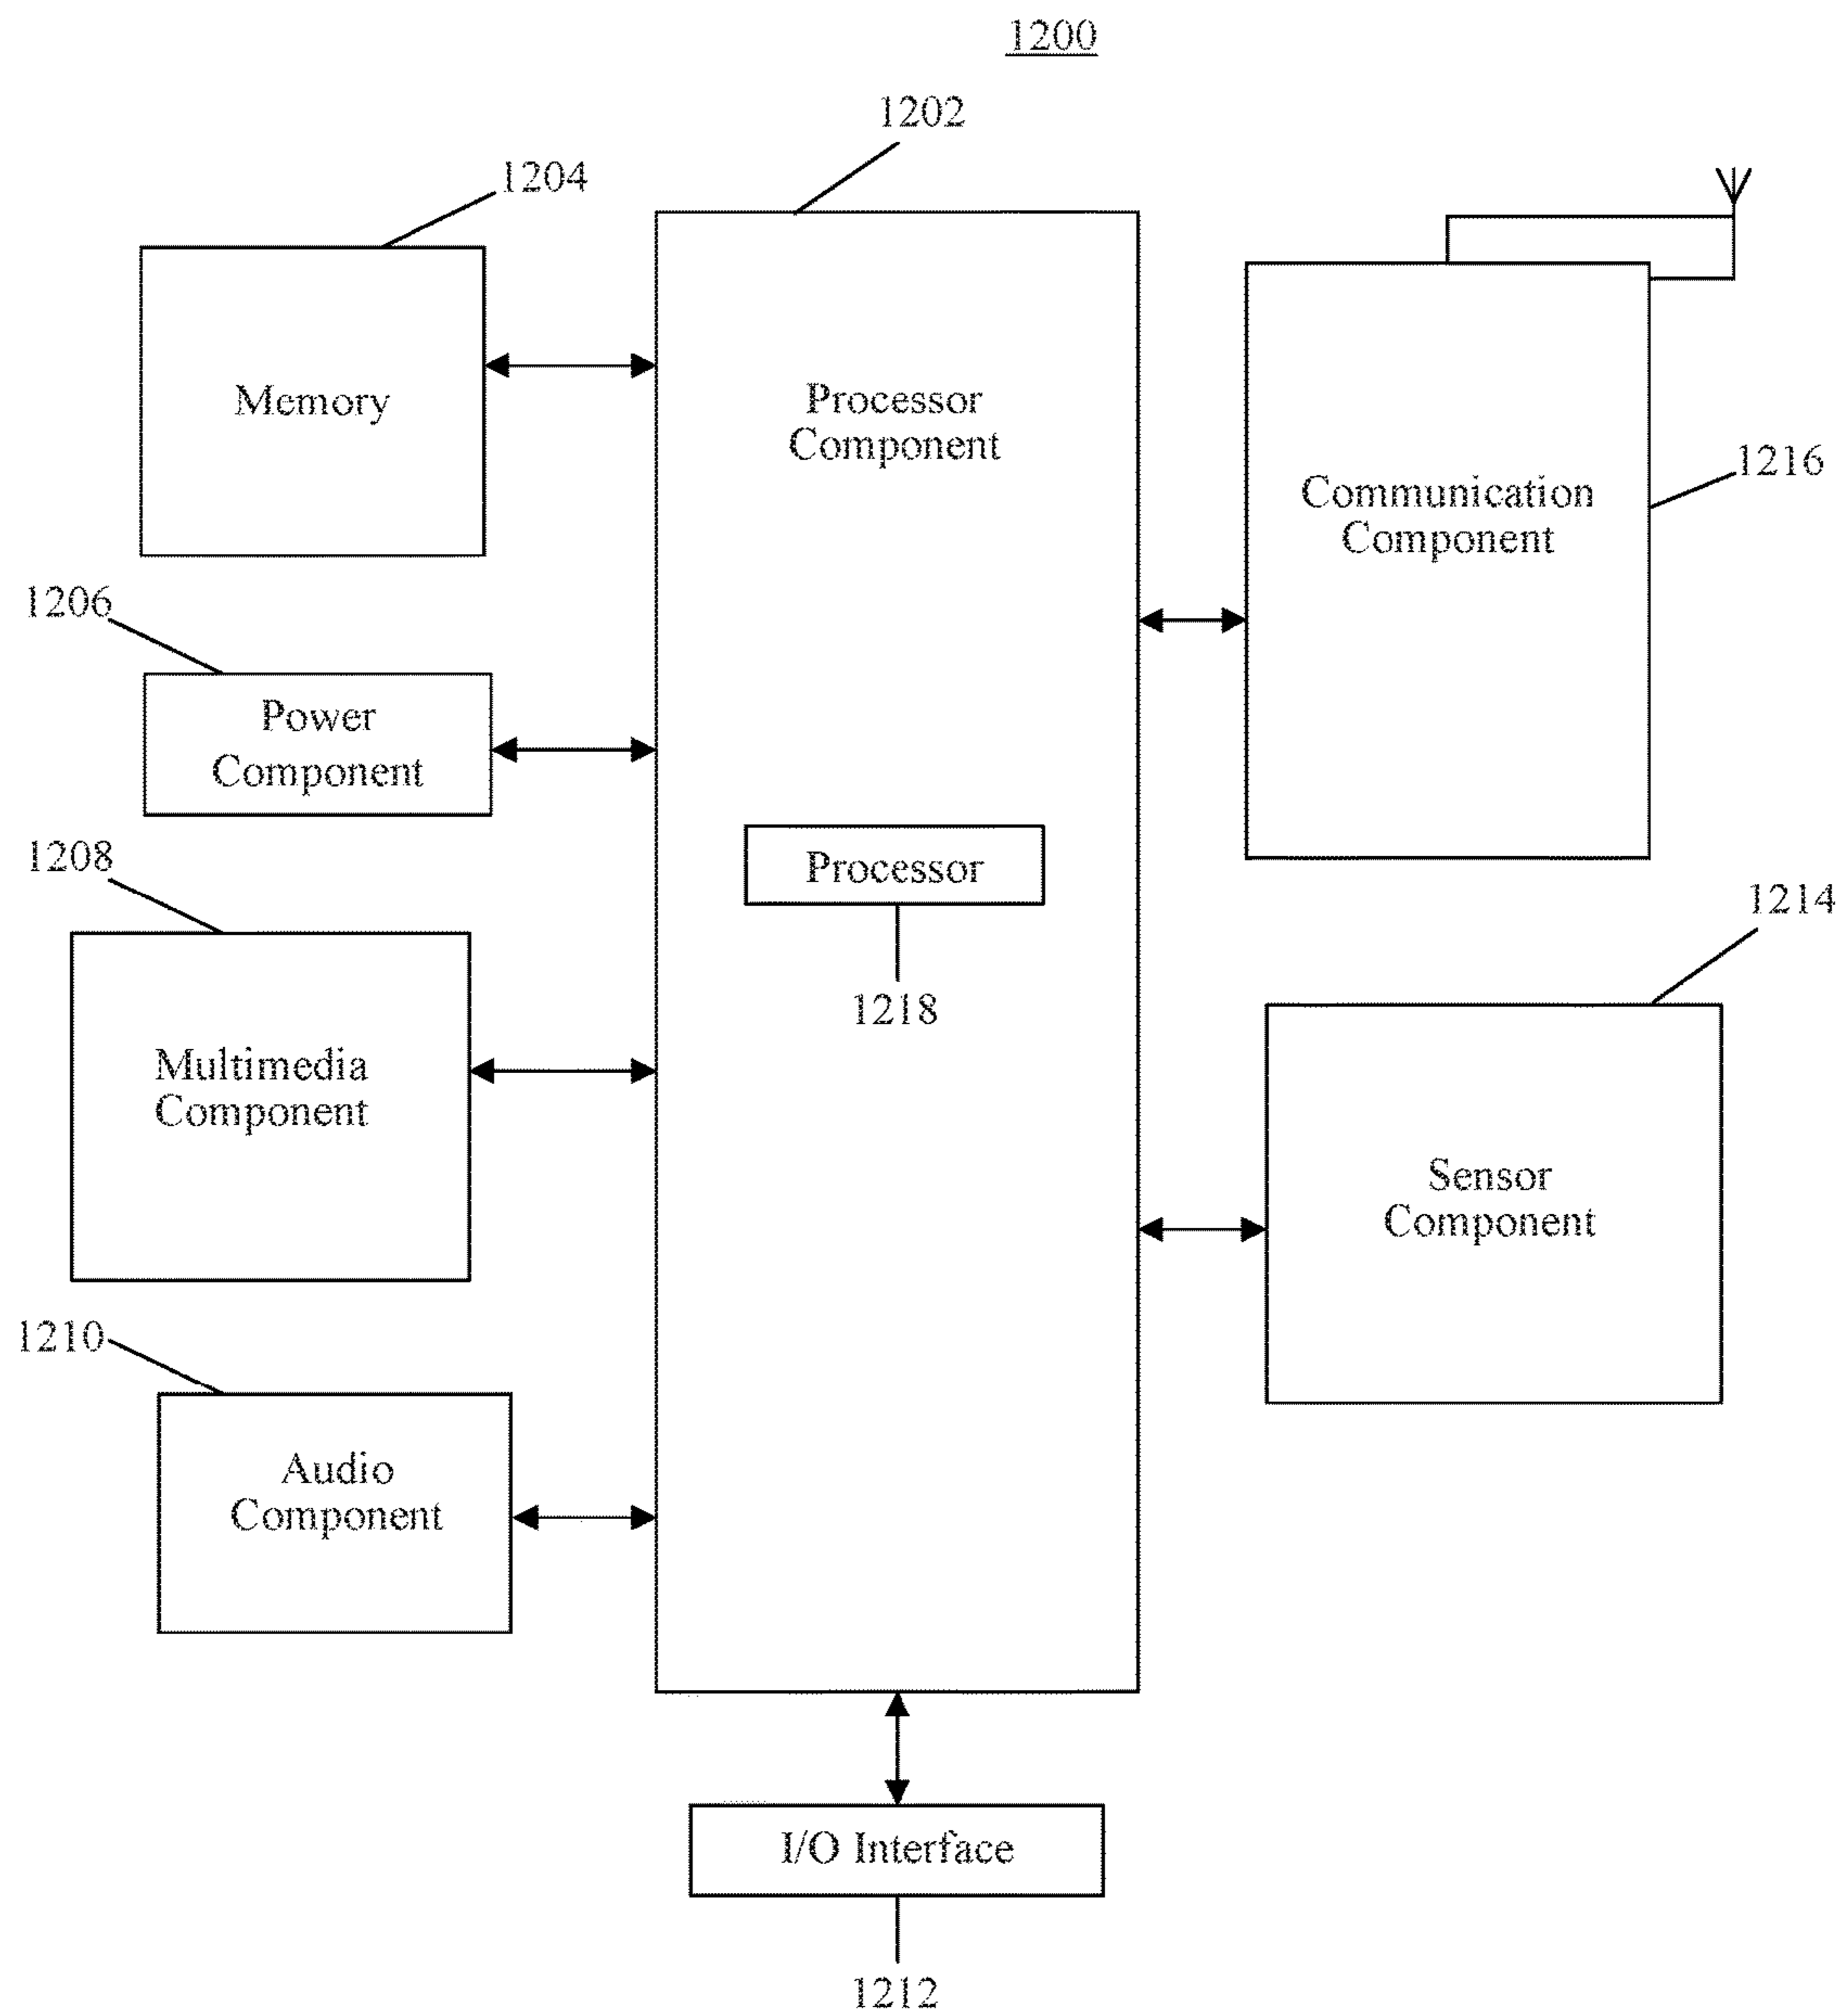 1200
1202
1204
Memory
Processor
Component
Communication
Component
1216
1206
Power
Component
Processor
1218
1208
Multimedia
Component
1214
Sensor
Component
1210
Audio
Component
I/O Interface
1212